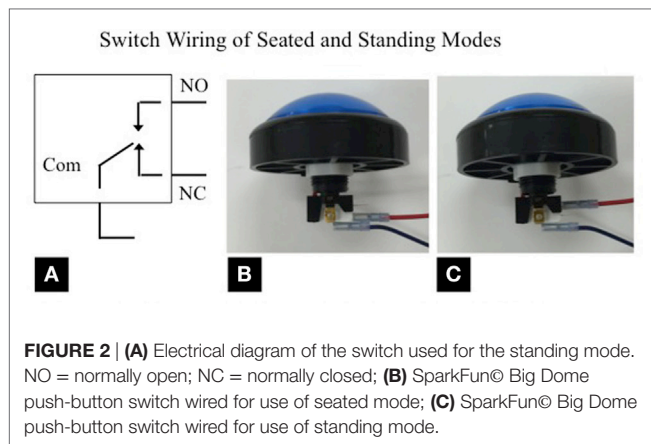 Switch Wiring of Seated and Standing Modes
NO
Com
NC
A
B
C
FIGURE 2 | (A) Electrical diagram of the switch used for the standing mode.
NO = normally open; NC = normally closed; (B) SparkFun© Big Dome
push-button switch wired for use of seated mode; (C) SparkFun© Big Dome
push-button switch wired for use of standing mode.